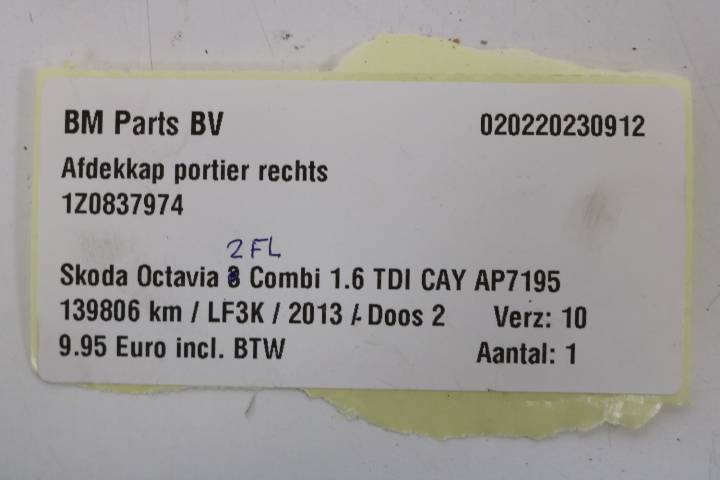 BM Parts BV 020220230912
Afdekkap portier rechts
1Z0837974
2FL
Skoda Octavia 3 Combi 1.6 TDI CAY AP7195
139806 km / LF3K / 2013 / Doos 2 Verz: 10
9.95 Euro incl. BTW Aantal: 1